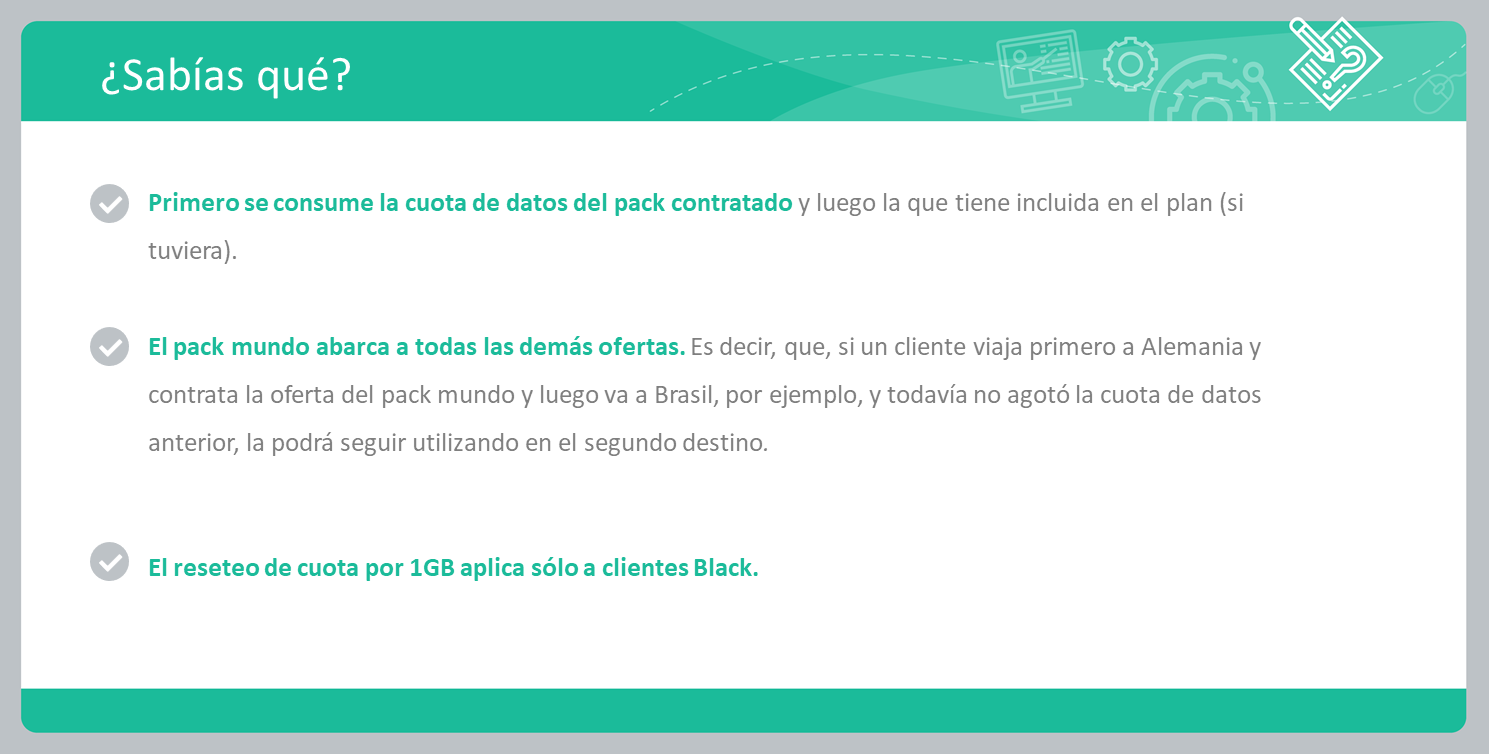 ¿Sabías qué?
Primero se consume la cuota de datos del pack contratado y luego la que tiene incluida en el plan (si
tuviera).
El pack mundo abarca a todas las demás ofertas. Es decir, que, si un cliente viaja primero a Alemania y
contrata la oferta del pack mundo y luego va a Brasil, por ejemplo, y todavía no agotó la cuota de datos
anterior, la podrá seguir utilizando en el segundo destino.
El reseteo de cuota por 1GB aplica sólo a clientes Black.